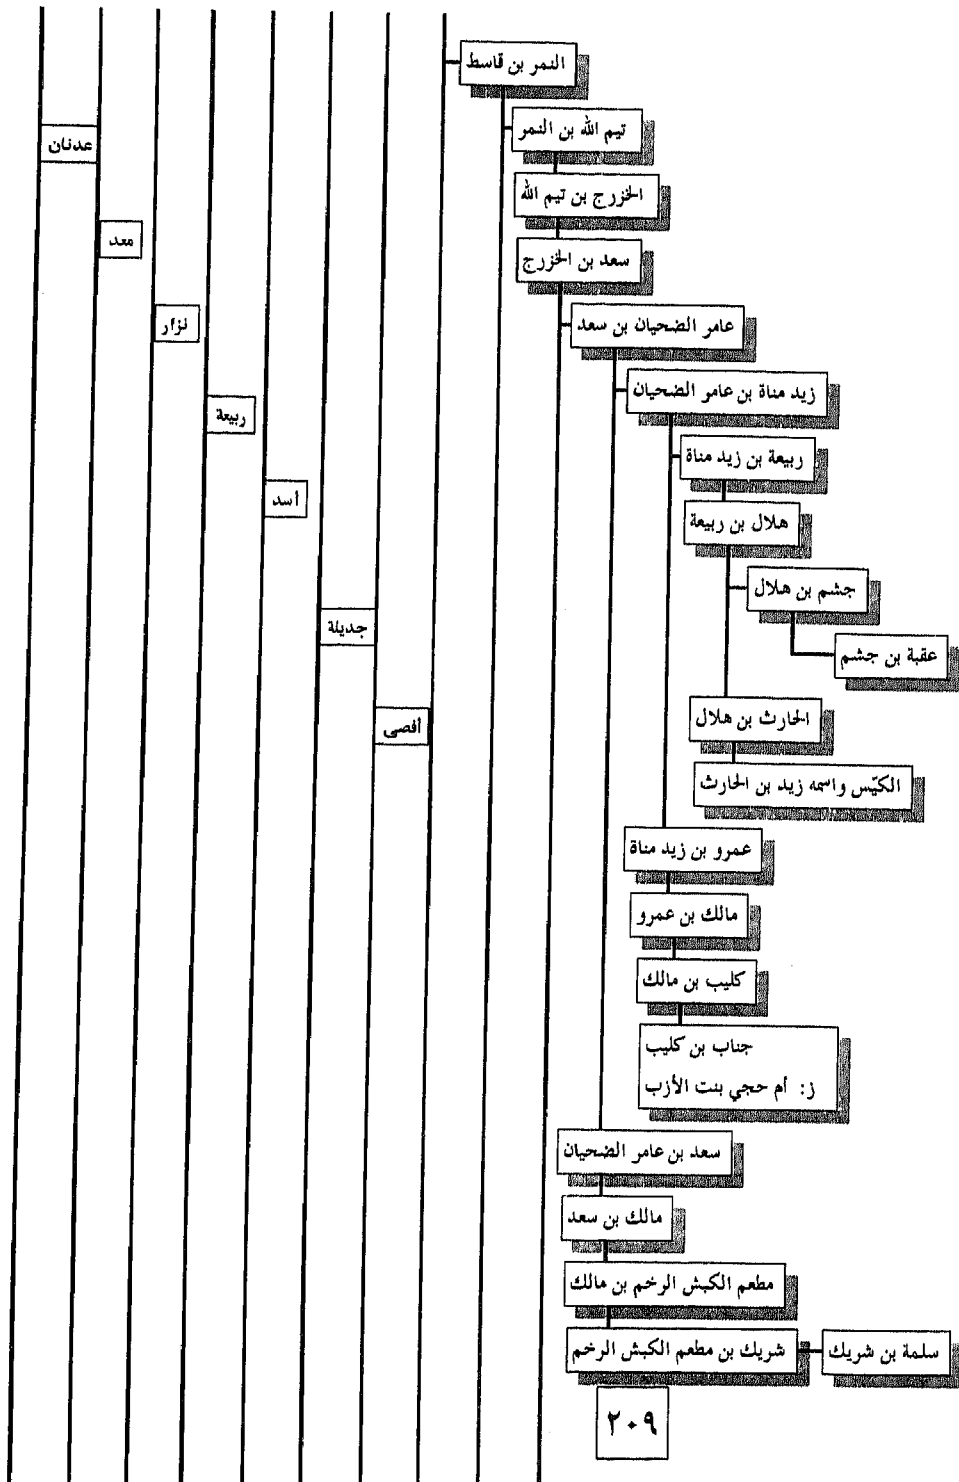 النمر بن قاسط
تيم الله بن النمر
عدنان
الخزرج بن تيم الله
معد
سعد بن الخزرج
نزار
عامر الضحيان بن سعد
زيد مناة بن عامر الضحيان
ربيعة
ربيعة بن زيد مناة
أسد
هلال بن ربيعة
جشم بن هلال
جديلة
عقبة بن جشم
أفصى
الحارث بن هلال
الكيّس واسمه زيد بن الحارث
عمرو بن زيد مناة
مالك بن عمرو
كليب بن مالك
جناب بن كليب
ز: أم حجي بنت الأزب
سعد بن عامر الضحيان
مالك بن سعد
مطعم الكبش الرخم بن مالك
شريك بن مطعم الكبش الرخم
سلمة بن شريك
٢٠٩